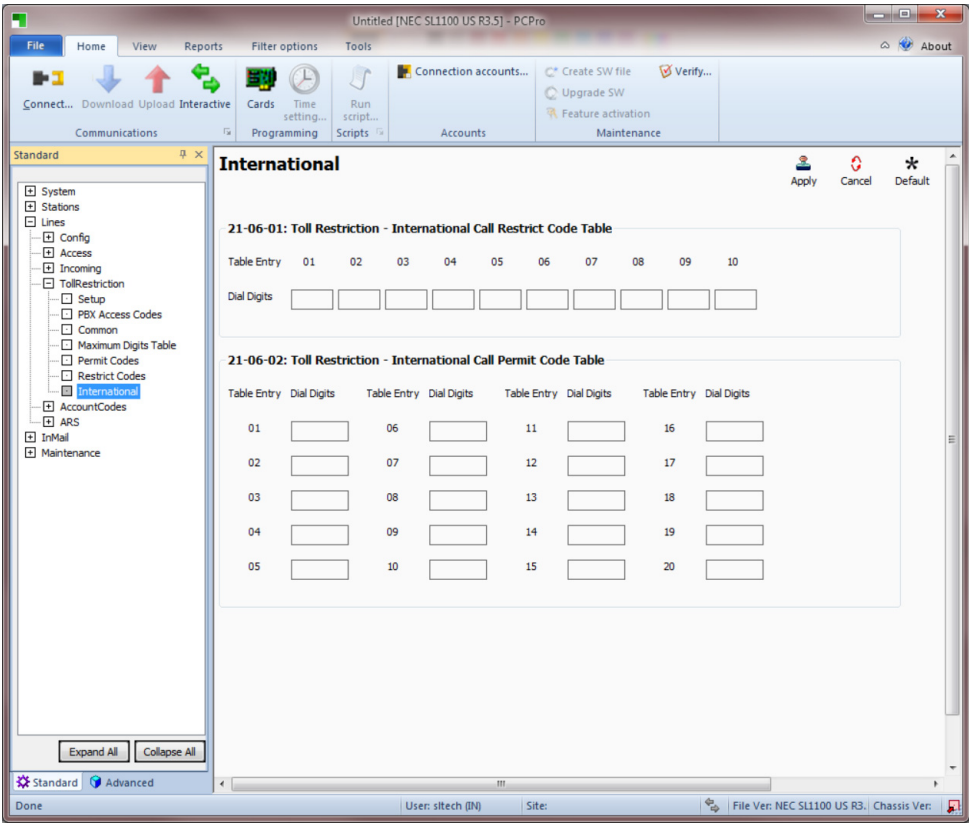 Untitled [NEC SL1100 US R3.5] - PCPro
File Home View Reports Filter options Tools About
Connect... Download Upload Interactive Cards Time setting... Run script... Connection accounts... Create SW file Verify...
Upgrade SW
Feature activation
Communications Programming Scripts Accounts Maintenance
Standard
System
Stations
Lines
Config
Access
Incoming
TollRestriction
Setup
PBX Access Codes
Common
Maximum Digits Table
Permit Codes
Restrict Codes
International
AccountCodes
ARS
InMail
Maintenance
Expand All Collapse All
Standard Advanced
International
Apply Cancel Default
21-06-01: Toll Restriction - International Call Restrict Code Table
Table Entry 01 02 03 04 05 06 07 08 09 10
Dial Digits
21-06-02: Toll Restriction - International Call Permit Code Table
Table Entry Dial Digits Table Entry Dial Digits Table Entry Dial Digits Table Entry Dial Digits
01 06 11 16
02 07 12 17
03 08 13 18
04 09 14 19
05 10 15 20
Done User: sltech (IN) Site: File Ver: NEC SL1100 US R3. Chassis Ver: